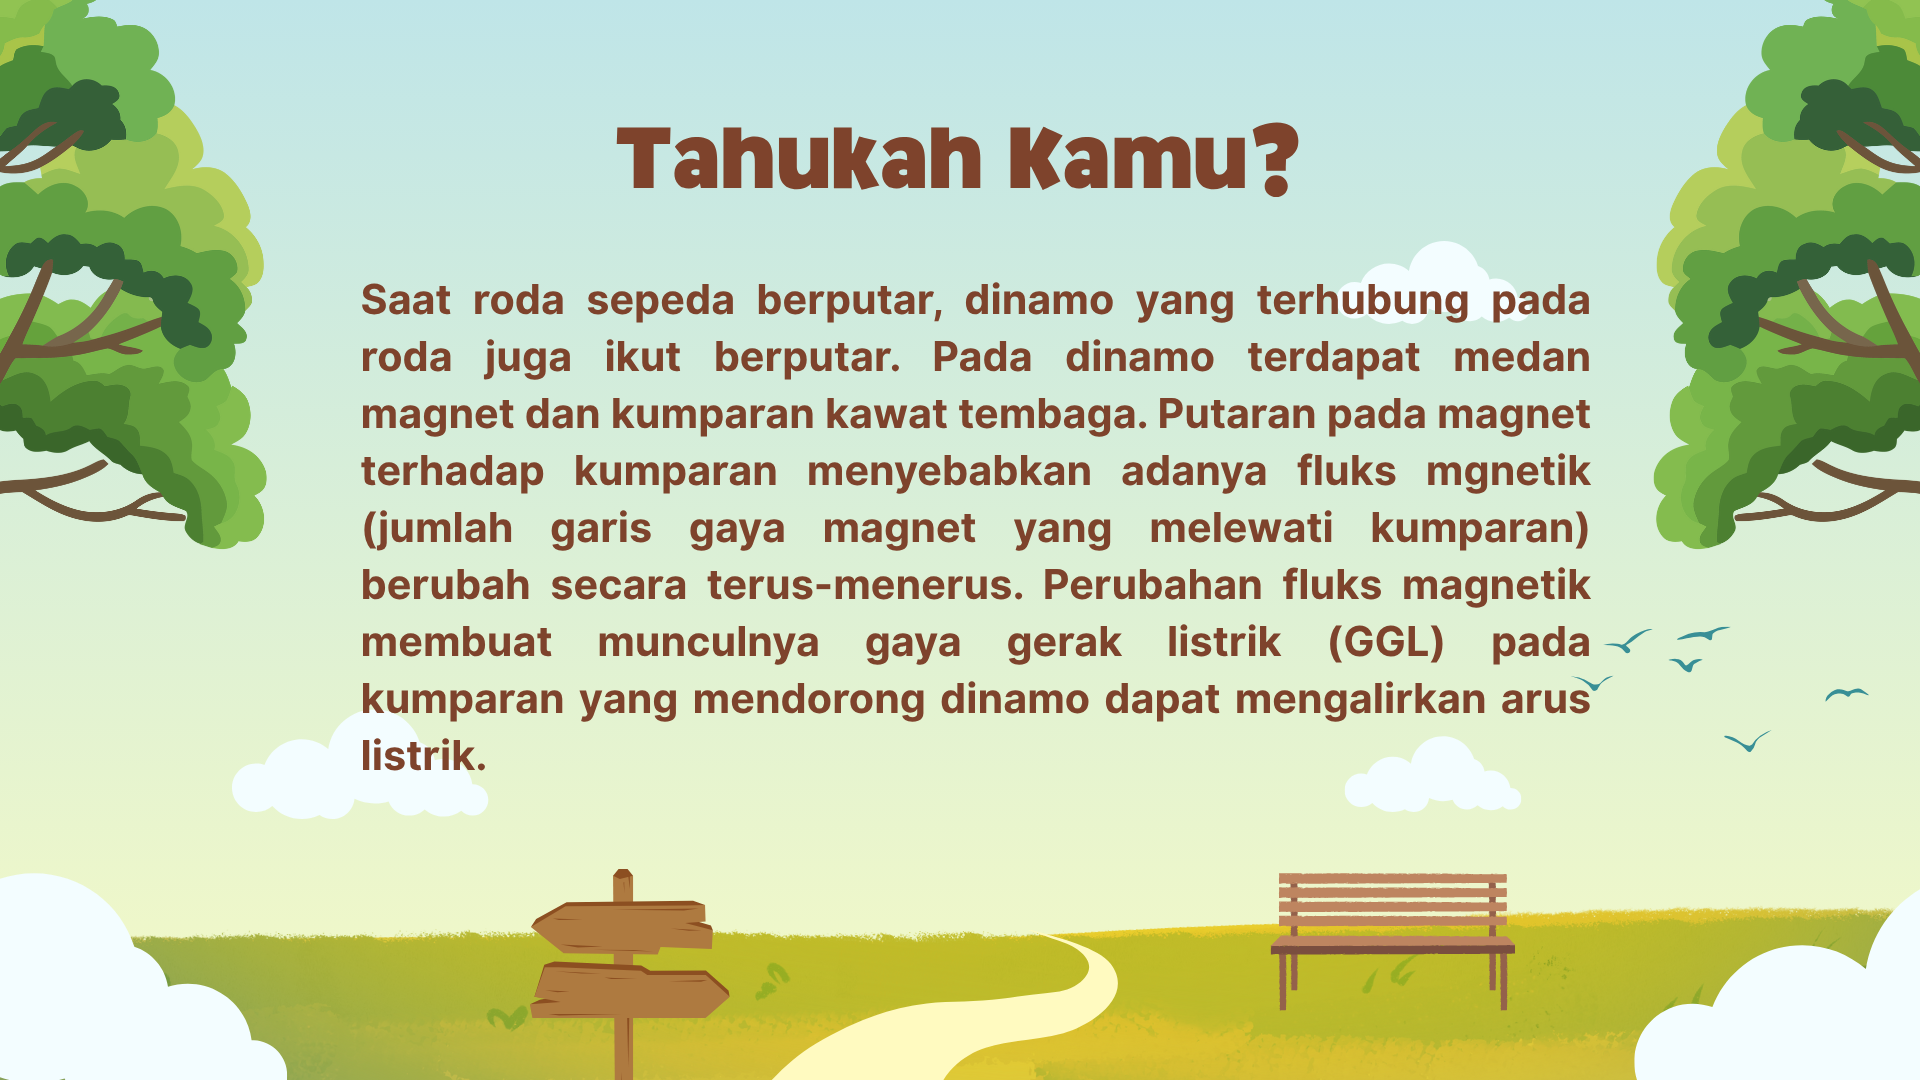 Tahukah Kamu?
Saat roda sepeda berputar, dinamo yang terhubung pada
roda juga ikut berputar. Pada dinamo terdapat medan
magnet dan kumparan kawat tembaga. Putaran pada magnet
terhadap kumparan menyebabkan adanya fluks mgnetik
(jumlah garis gaya magnet yang melewati kumparan)
berubah secara terus-menerus. Perubahan fluks magnetik
membuat munculnya gaya gerak listrik (GGL) pada
kumparan yang mendorong dinamo dapat mengalirkan arus
listrik.